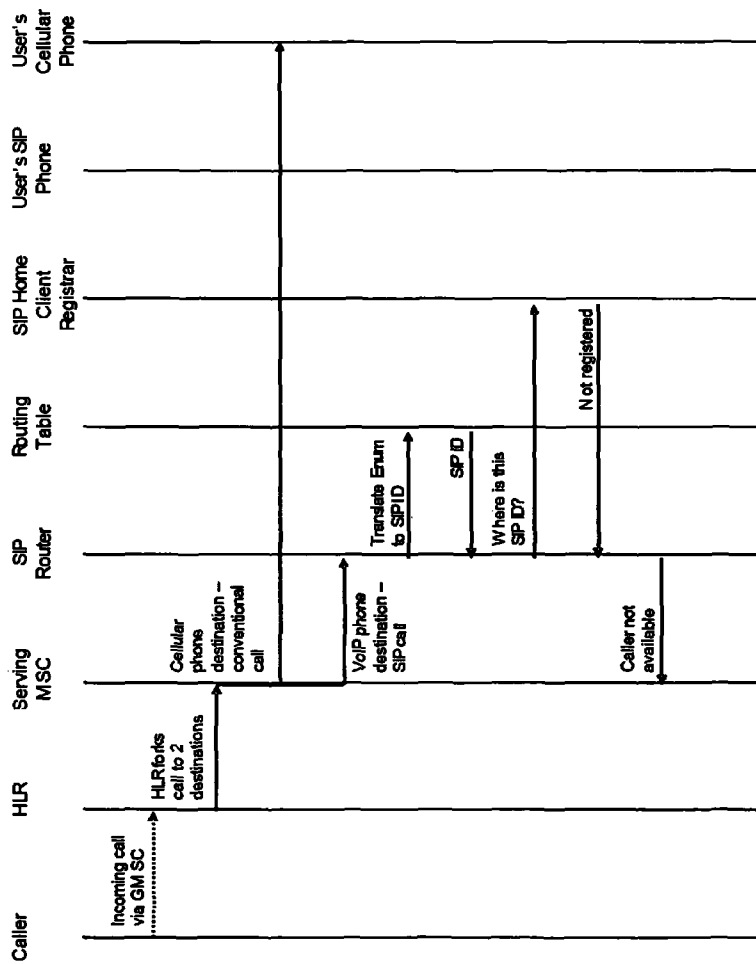 Caller
HLR
Serving
MSC
SIP
Router
Routing
Table
SIP Home
Client
Registrar
User's SIP
Phone
User's
Cellular
Phone
Incoming call
via GMSC
HLR forks
call to 2
destinations
Cellular
phone
destination –
conventional
call
VoIP phone
destination –
SIP call
Translate Enum
to SIP ID
SIP ID
Where is this
SIP ID?
Not registered
Caller not
available